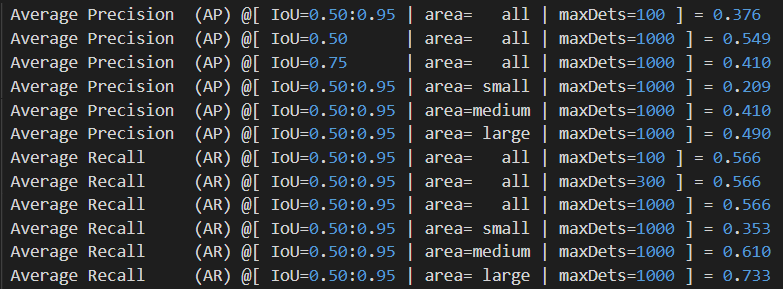 Average Precision  (AP) @[ IoU=0.50:0.95 | area=   all | maxDets=100 ] = 0.376
Average Precision  (AP) @[ IoU=0.50      | area=   all | maxDets=1000 ] = 0.549
Average Precision  (AP) @[ IoU=0.75      | area=   all | maxDets=1000 ] = 0.410
Average Precision  (AP) @[ IoU=0.50:0.95 | area= small | maxDets=1000 ] = 0.209
Average Precision  (AP) @[ IoU=0.50:0.95 | area=medium | maxDets=1000 ] = 0.410
Average Precision  (AP) @[ IoU=0.50:0.95 | area= large | maxDets=1000 ] = 0.490
Average Recall     (AR) @[ IoU=0.50:0.95 | area=   all | maxDets=100 ] = 0.566
Average Recall     (AR) @[ IoU=0.50:0.95 | area=   all | maxDets=300 ] = 0.566
Average Recall     (AR) @[ IoU=0.50:0.95 | area=   all | maxDets=1000 ] = 0.566
Average Recall     (AR) @[ IoU=0.50:0.95 | area= small | maxDets=1000 ] = 0.353
Average Recall     (AR) @[ IoU=0.50:0.95 | area=medium | maxDets=1000 ] = 0.610
Average Recall     (AR) @[ IoU=0.50:0.95 | area= large | maxDets=1000 ] = 0.733